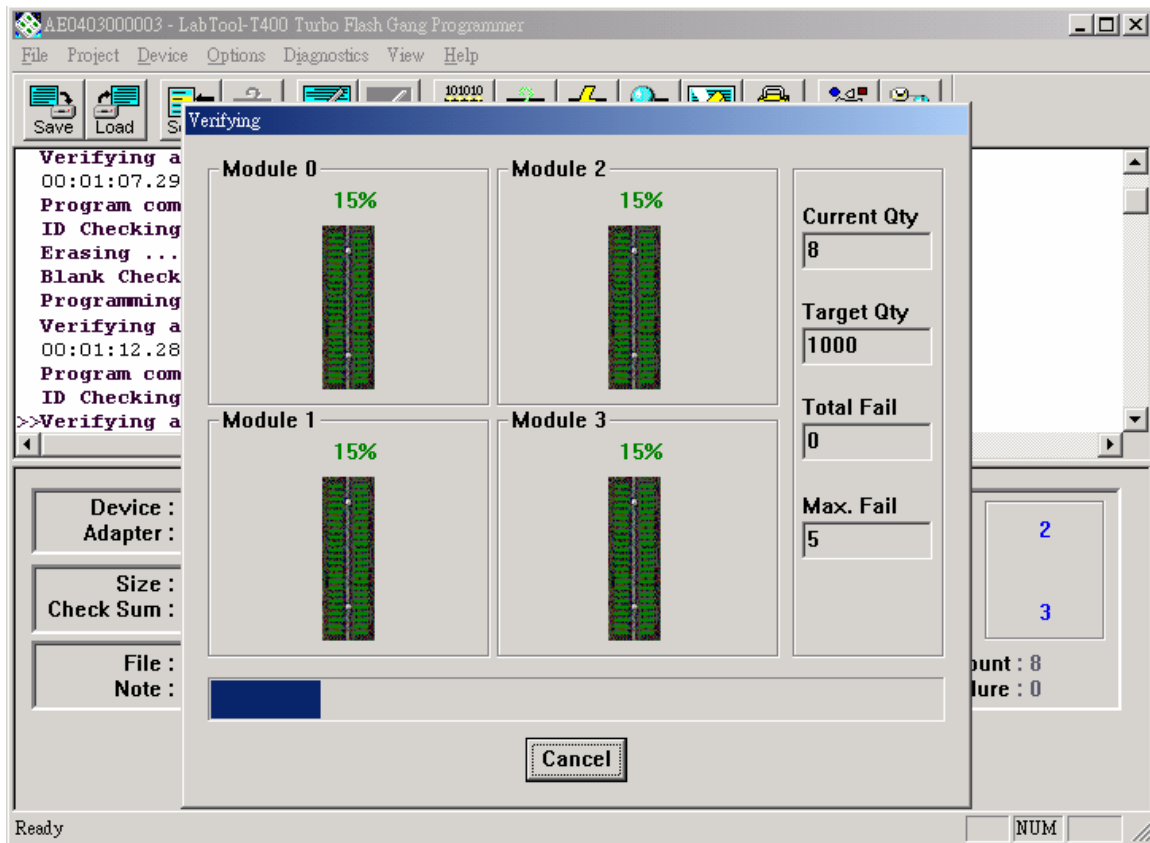 AE0403000003 - LabTool-T400 Turbo Flash Gang Programmer
File Project Device Options Diagnostics View Help
Save Load
101010
Verifying
Verifying a
00:01:07.29
Program com
ID Checking
Erasing ...
Blank Check
Programming
Verifying a
00:01:12.28
Program com
ID Checking
>>Verifying a
Module 0
15%
Module 2
15%
Module 1
15%
Module 3
15%
Current Qty
8
Target Qty
1000
Total Fail
0
Max. Fail
5
Cancel
Device :
Adapter :
Size :
Check Sum :
File :
Note :
2
3
ount : 8
lure : 0
Ready
NUM